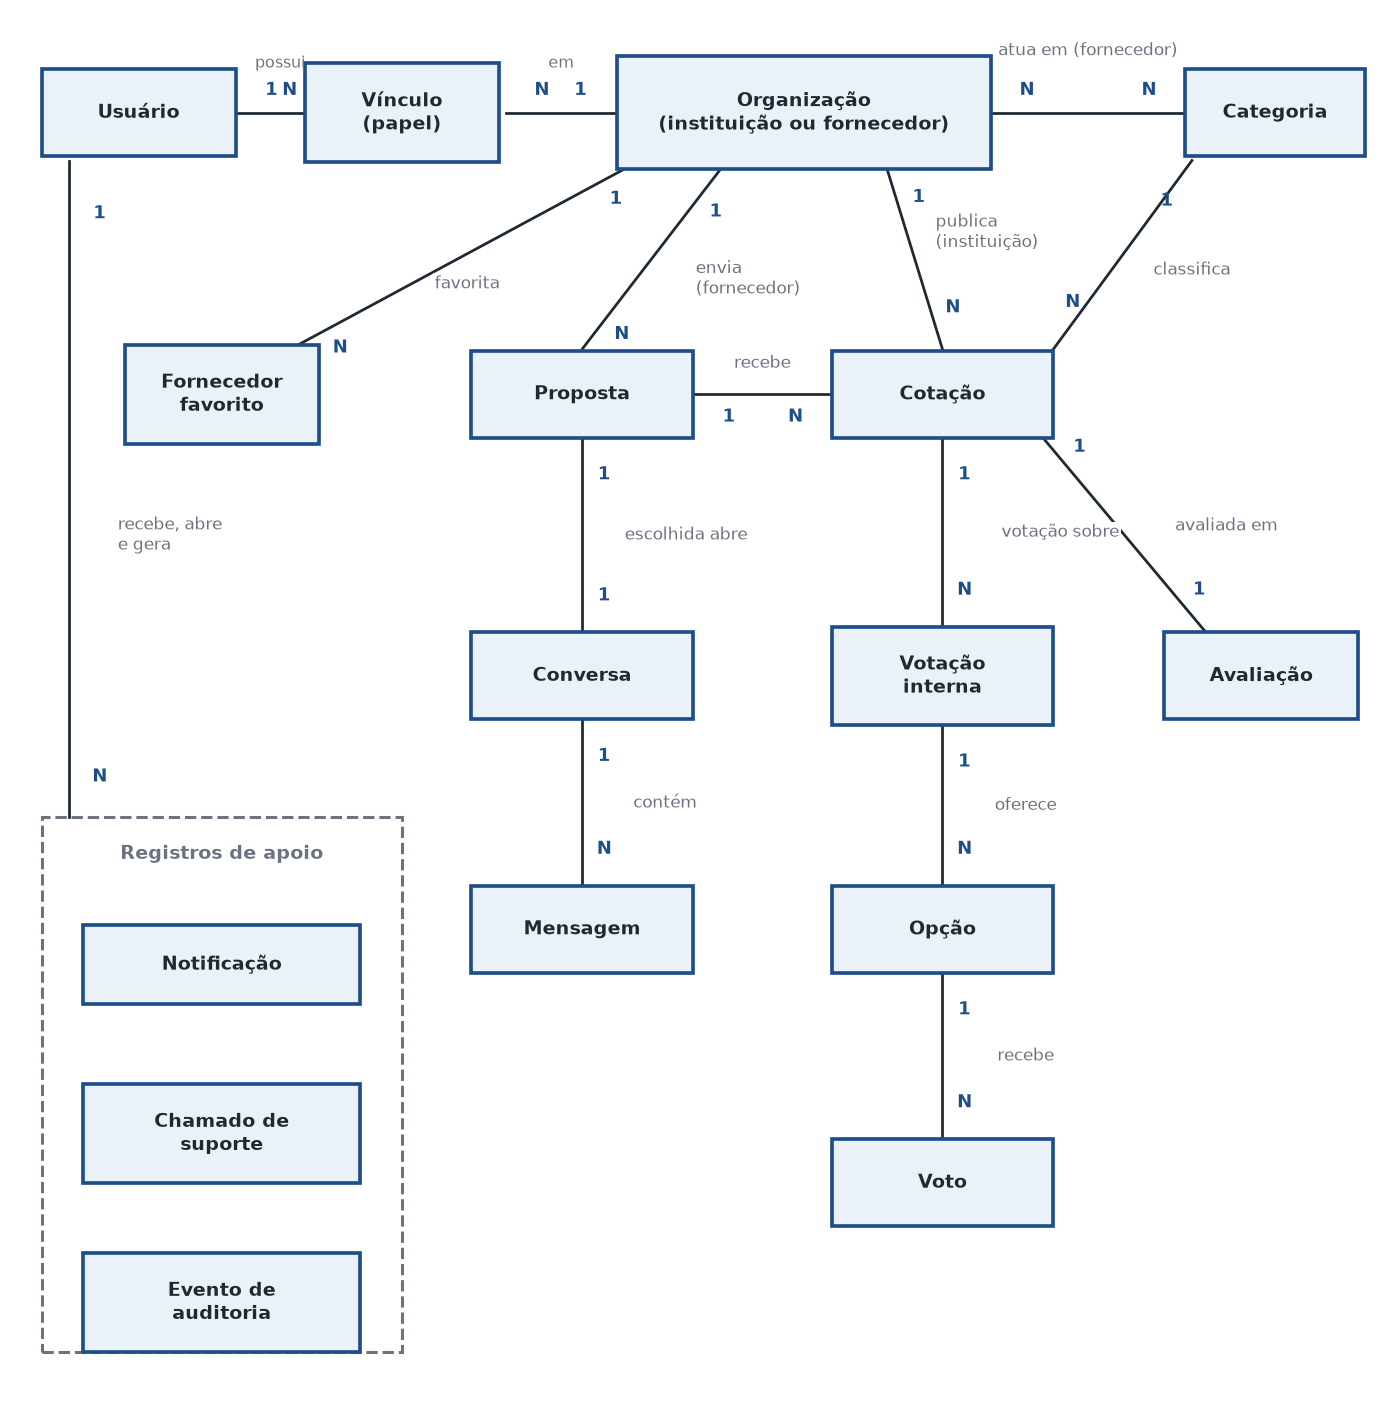 atua em (fornecedor)
possui
em
1 N
N 1
N N
Usuário
Vínculo
(papel)
Organização
(instituição ou fornecedor)
Categoria
1
1
1
1
1
publica
(instituição)
favorita
envia
(fornecedor)
classifica
N
N
N
N
Fornecedor
favorito
Proposta
recebe
1 N
Cotação
1
1
1
recebe, abre
e gera
escolhida abre
votação sobre
avaliada em
1
N
1
Conversa
Votação
interna
Avaliação
1
1
N
contém
oferece
N
N
Registros de apoio
Mensagem
Opção
Notificação
1
recebe
N
Chamado de
suporte
Voto
Evento de
auditoria